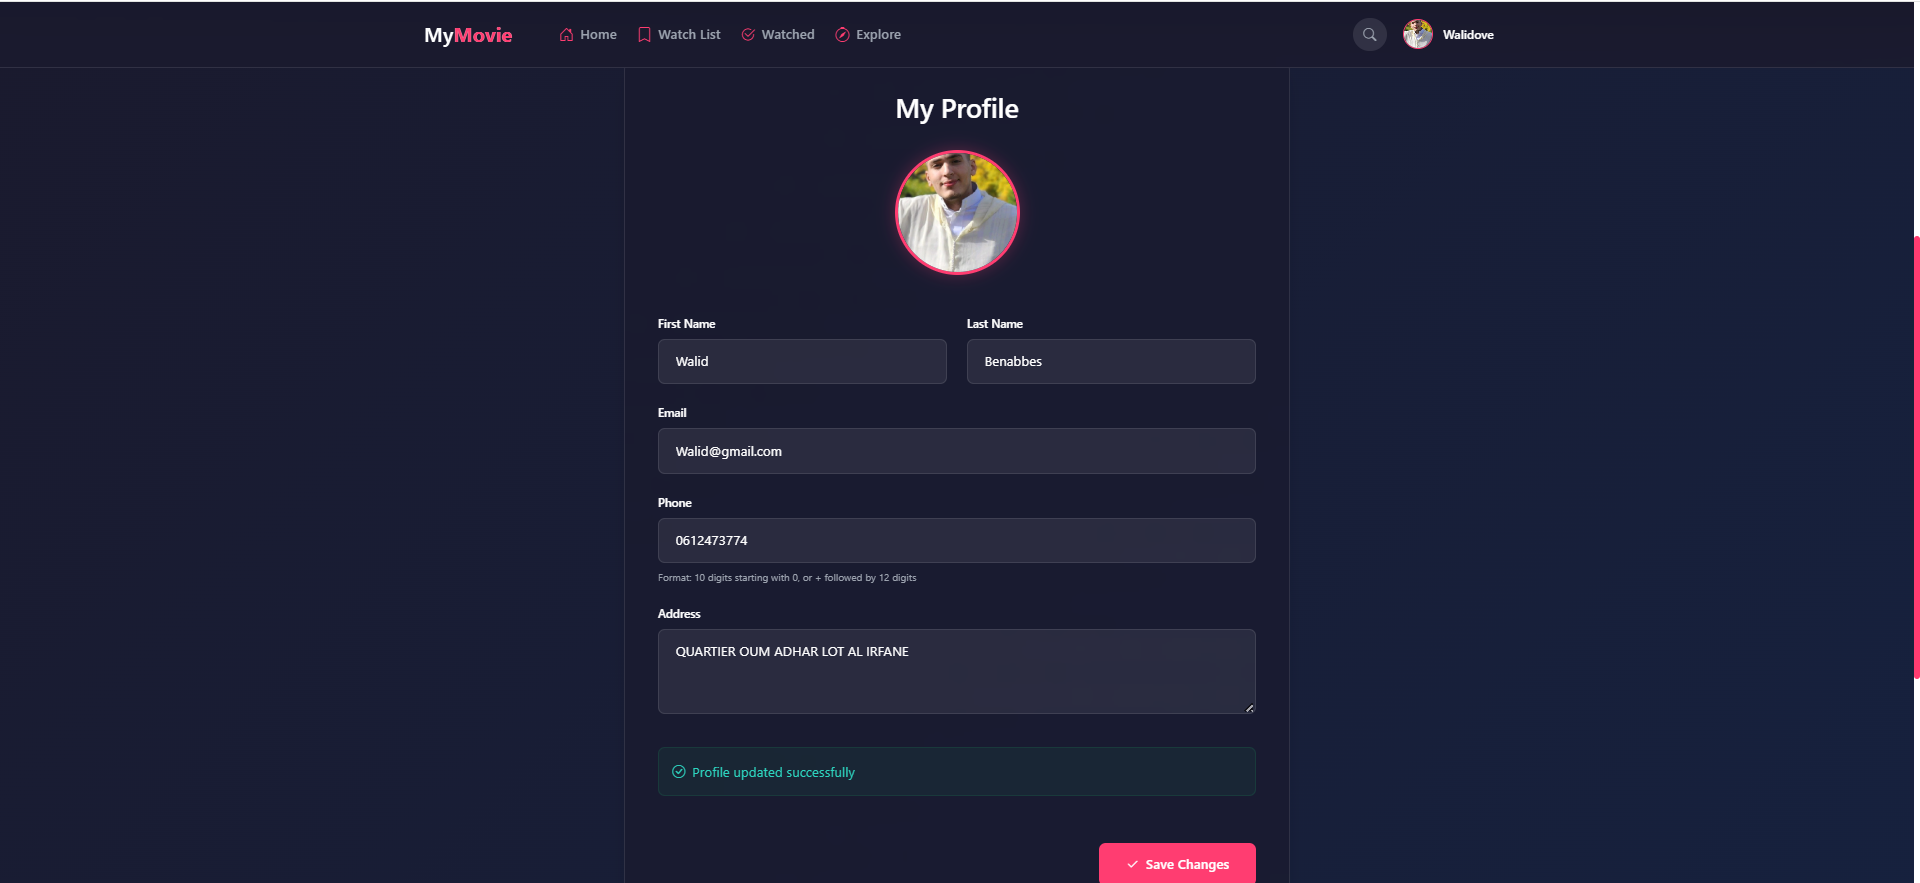 MyMovie
Home
Watch List
Watched
Explore
Walidove
My Profile
First Name
Last Name
Walid
Benabbes
Email
Walid@gmail.com
Phone
0612473774
Format: 10 digits starting with 0, or + followed by 12 digits
Address
QUARTIER OUM ADHAR LOT AL IRFANE
Profile updated successfully
Save Changes